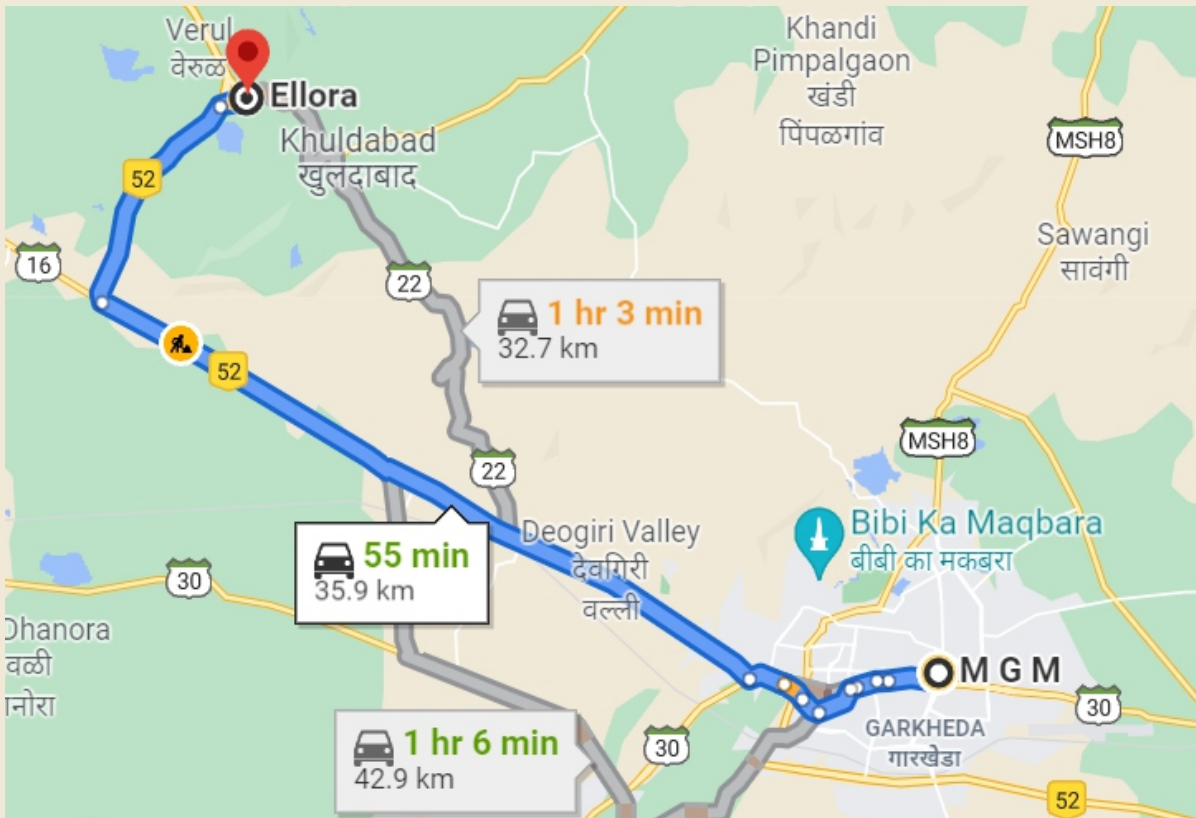 Verul
वेरुळ
Ellora
Khuldabad
खुलदाबाद
Khandi
Pimpalgaon
खंडी
पिंपळगांव
MSH8
52
16
Sawangi
सावंगी
22
1 hr 3 min
32.7 km
52
MSH8
22
Bibi Ka Maqbara
बीबी का मकबरा
Deogiri Valley
देवगिरी
वल्ली
55 min
35.9 km
30
Dhanora
वळी
नोरा
M G M
30
GARKHEDA
गारखेडा
1 hr 6 min
42.9 km
30
52